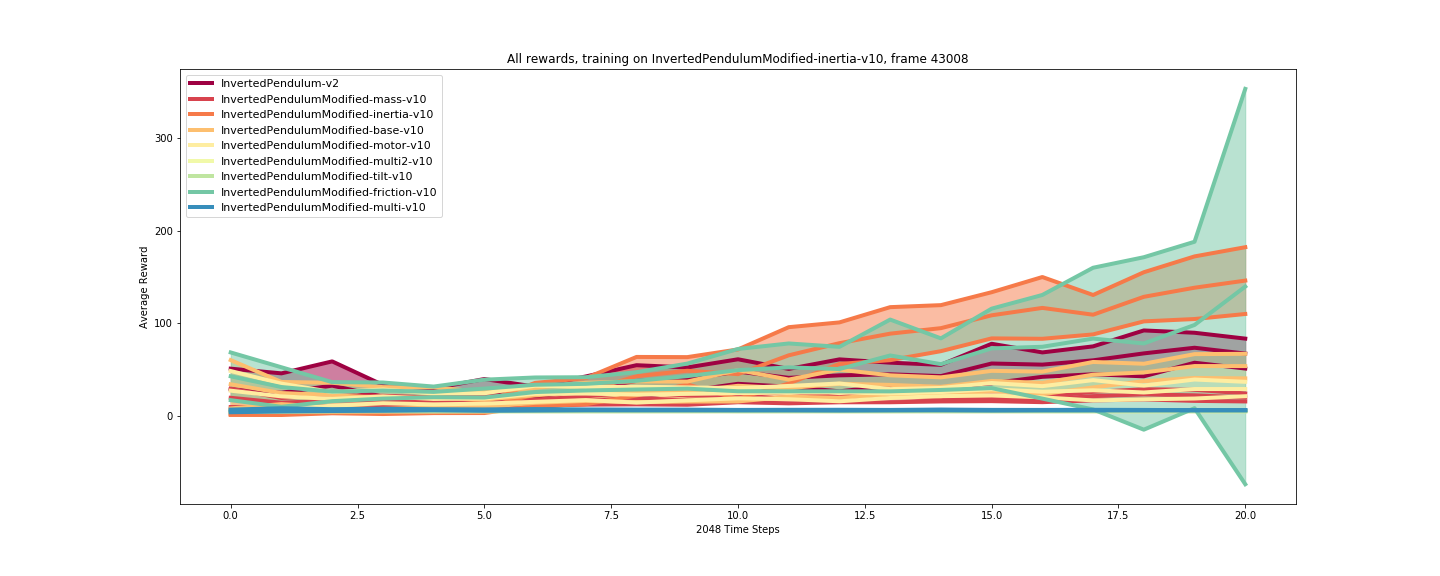 All rewards, training on InvertedPendulumModified-inertia-v10, frame 43008
InvertedPendulum-v2
InvertedPendulumModified-mass-v10
InvertedPendulumModified-inertia-v10
InvertedPendulumModified-base-v10
InvertedPendulumModified-motor-v10
InvertedPendulumModified-multi2-v10
InvertedPendulumModified-tilt-v10
InvertedPendulumModified-friction-v10
InvertedPendulumModified-multi-v10
Average Reward
300
200
100
0
0.0 2.5 5.0 7.5 10.0 12.5 15.0 17.5 20.0
2048 Time Steps